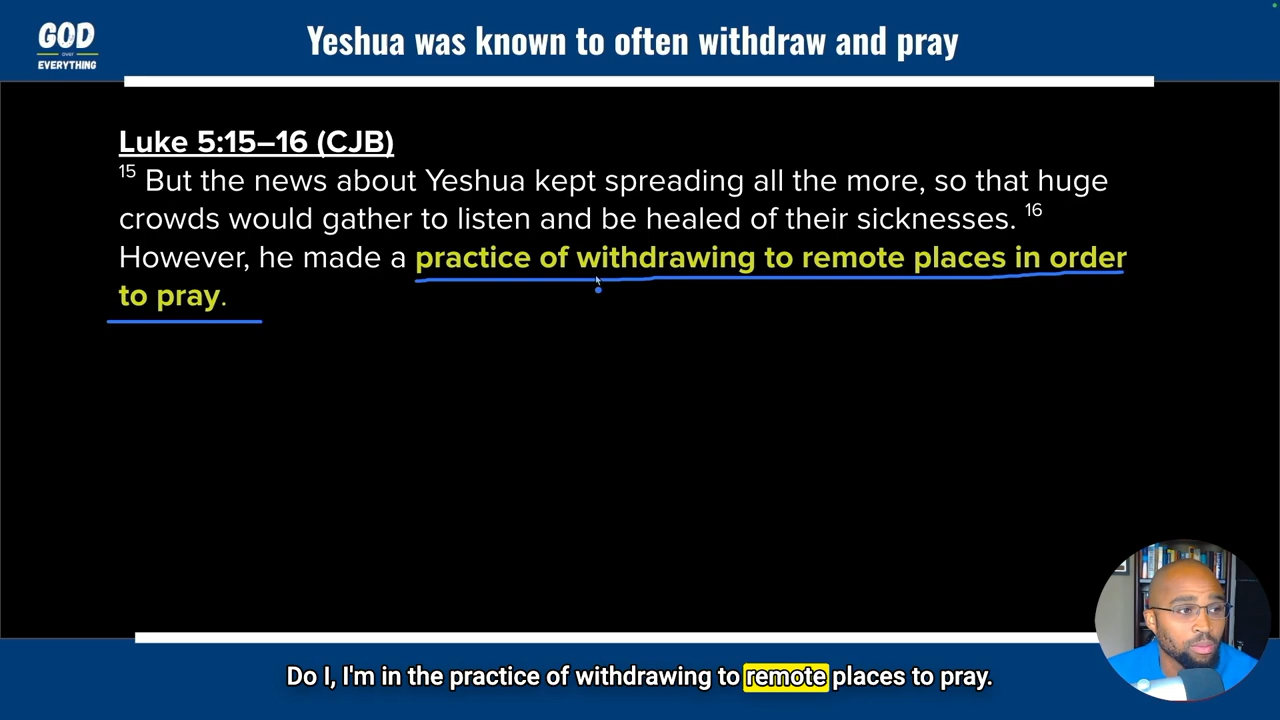 GOD
OVER
EVERYTHING
Yeshua was known to often withdraw and pray
Luke 5:15–16 (CJB)
15 But the news about Yeshua kept spreading all the more, so that huge
crowds would gather to listen and be healed of their sicknesses. 16
However, he made a practice of withdrawing to remote places in order
to pray.
Do I, I'm in the practice of withdrawing to remote places to pray.